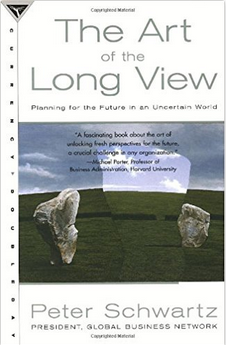 The Art
of the
Long View
Planning for the Future in an Uncertain World
"A fascinating book about the art of
unlocking fresh perspectives for the future,
a crucial challenge in any organization."
—Michael Porter, Professor of
Business Administration, Harvard University
Peter Schwartz
PRESIDENT, GLOBAL BUSINESS NETWORK
CURRENCY • DOUBLEDAY